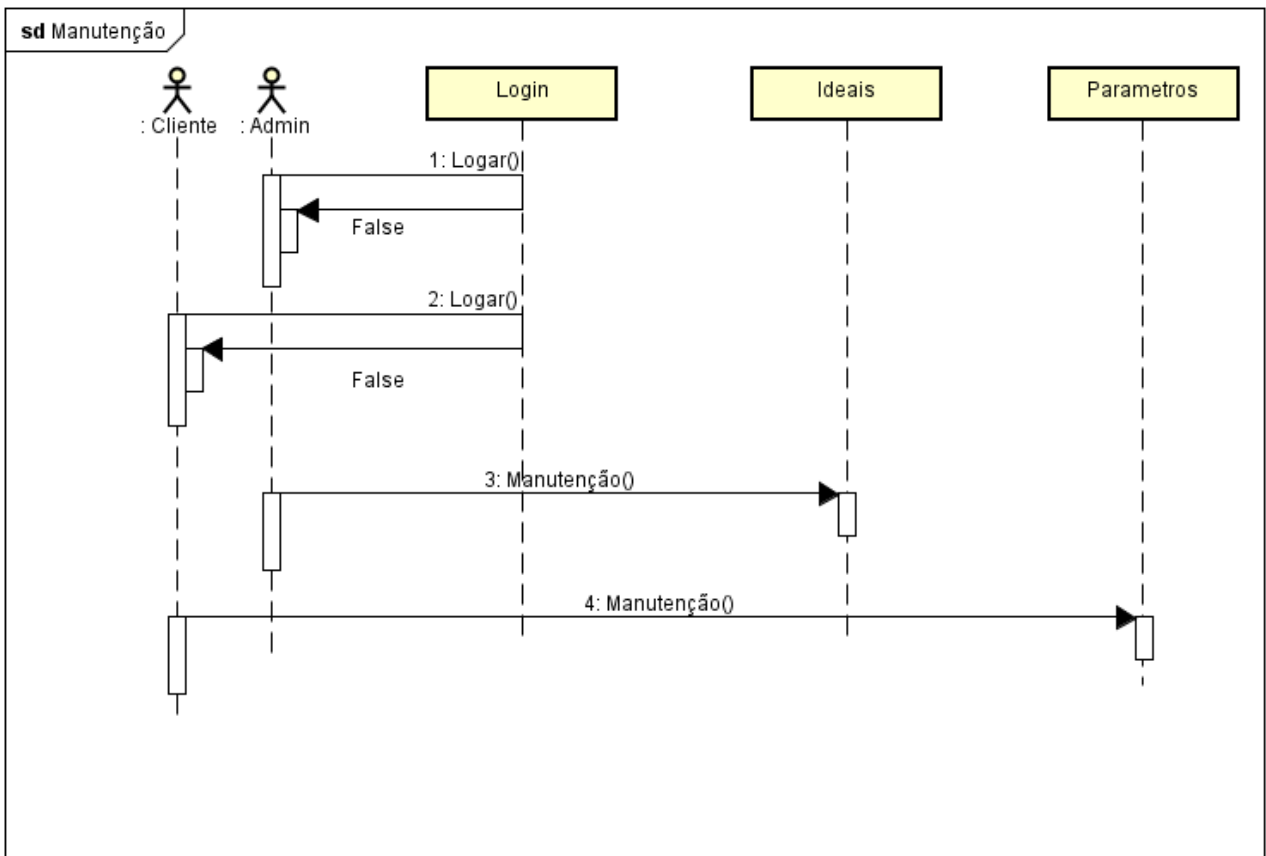 sd Manutenção
: Cliente
: Admin
Login
Ideais
Parametros
1: Logar()
False
2: Logar()
False
3: Manutenção()
4: Manutenção()